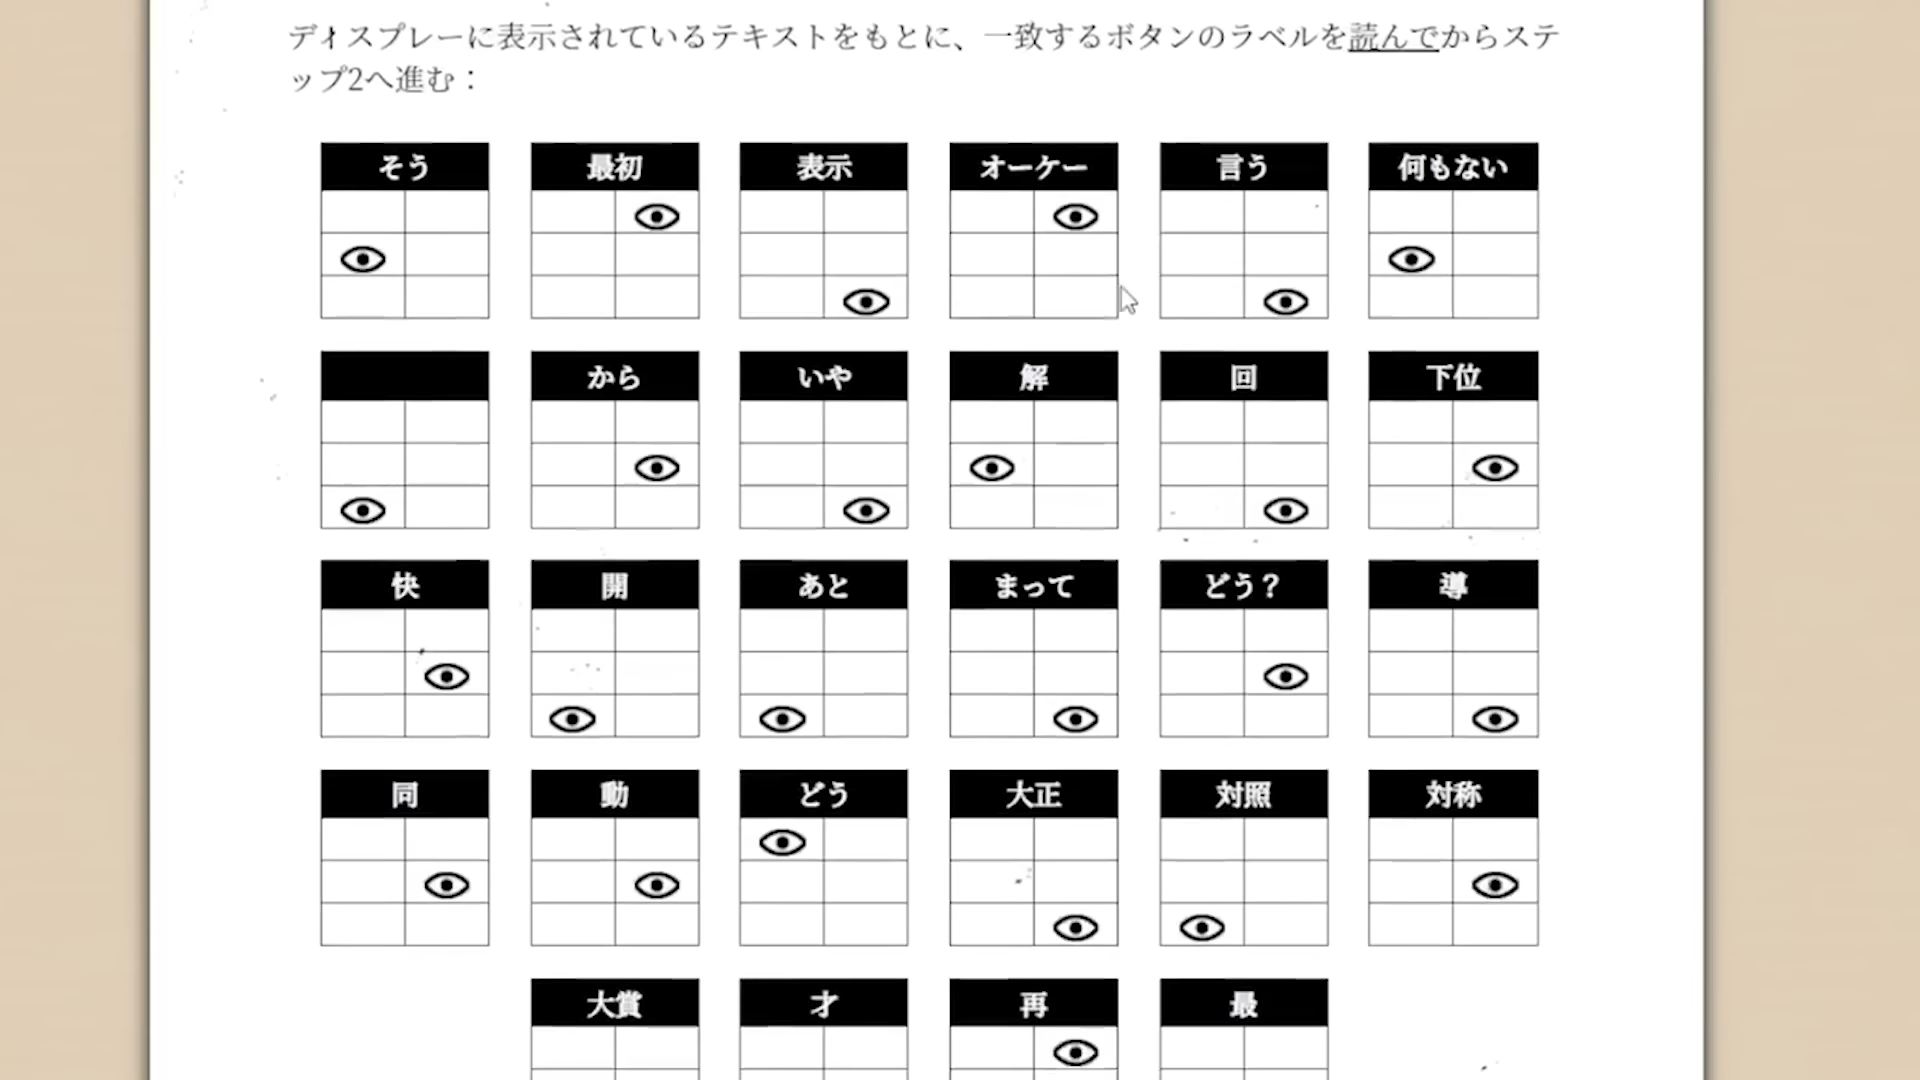 ディスプレーに表示されているテキストをもとに、一致するボタンのラベルを読んでからステ
ップ2へ進む：
そう 最初 表示 オーケー 言う 何もない
から いや 解 回 下位
快 開 あと まって どう？ 導
同 動 どう 大正 対照 対称
大賞 才 再 最